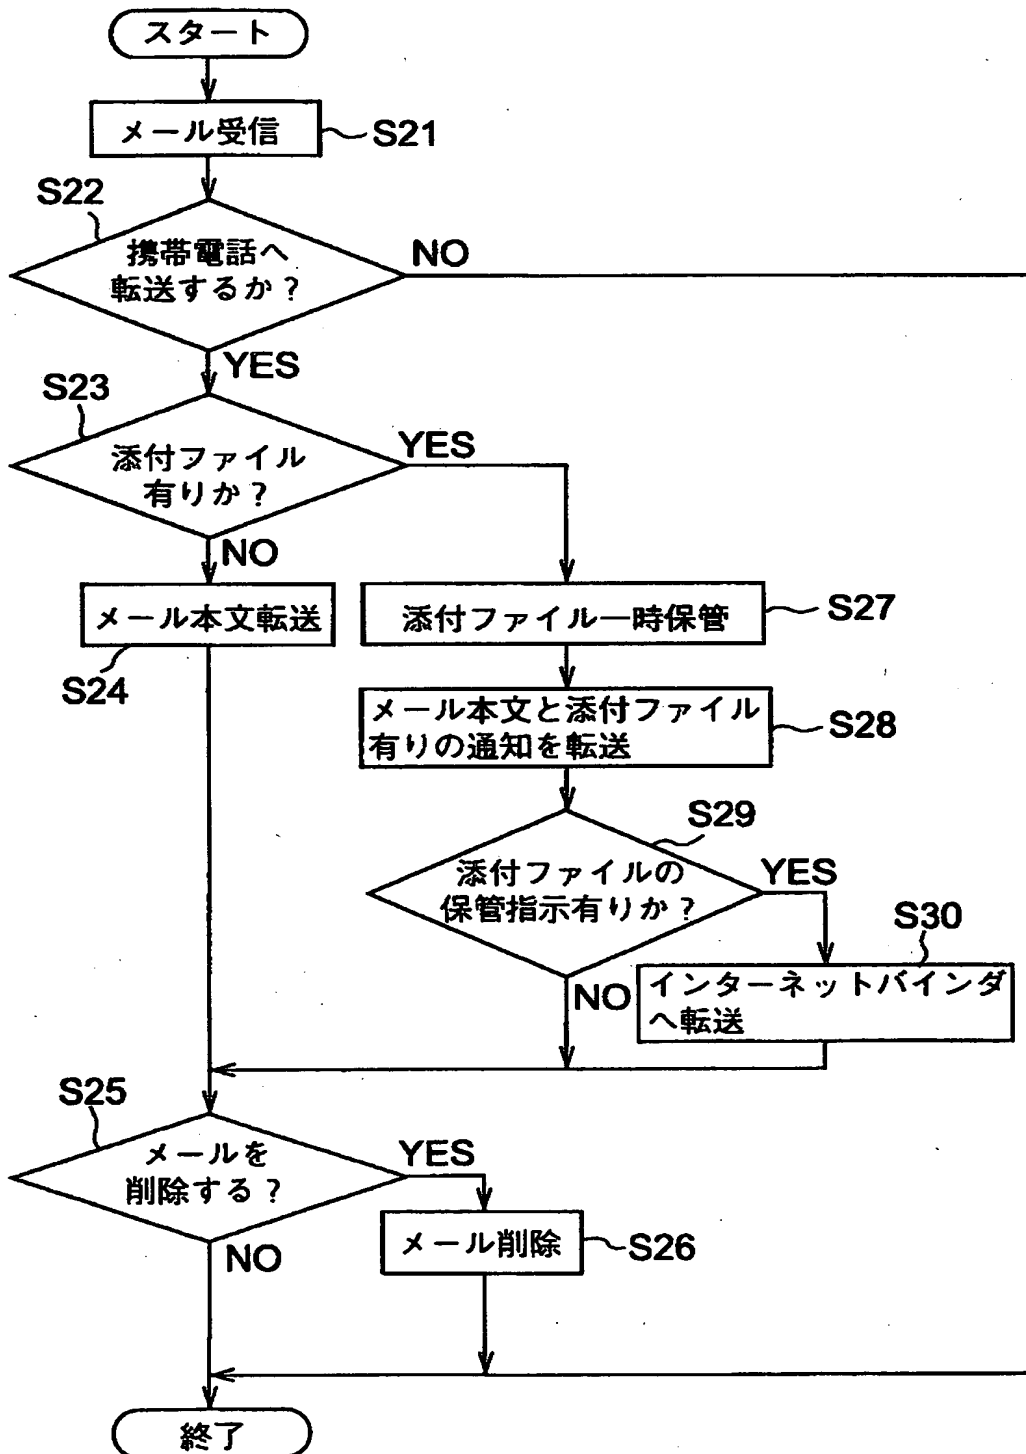 スタート
メール受信
S21
S22
携帯電話へ
転送するか?
NO
YES
S23
添付ファイル
有りか?
YES
NO
メール本文転送
S24
添付ファイル一時保管
S27
メール本文と添付ファイル
有りの通知を転送
S28
S29
添付ファイルの
保管指示有りか?
YES
NO
S30
インターネットバインダ
へ転送
S25
メールを
削除する?
YES
NO
メール削除
S26
終了